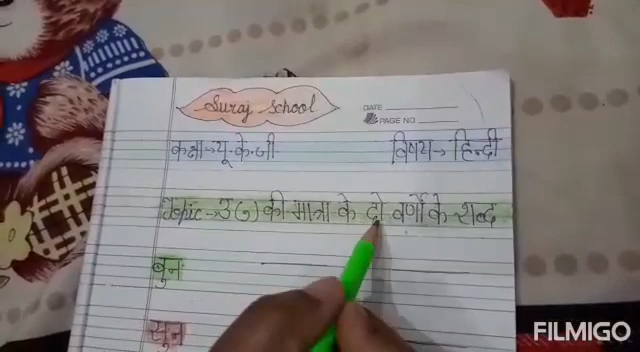 Suraj School
DATE
PAGE NO
कक्षा→यू.के.जी
विषय→ हिन्दी
Topic→उ(ु) की मात्रा के दो वर्णों के शब्द
बुन
सुन
FILMIGO